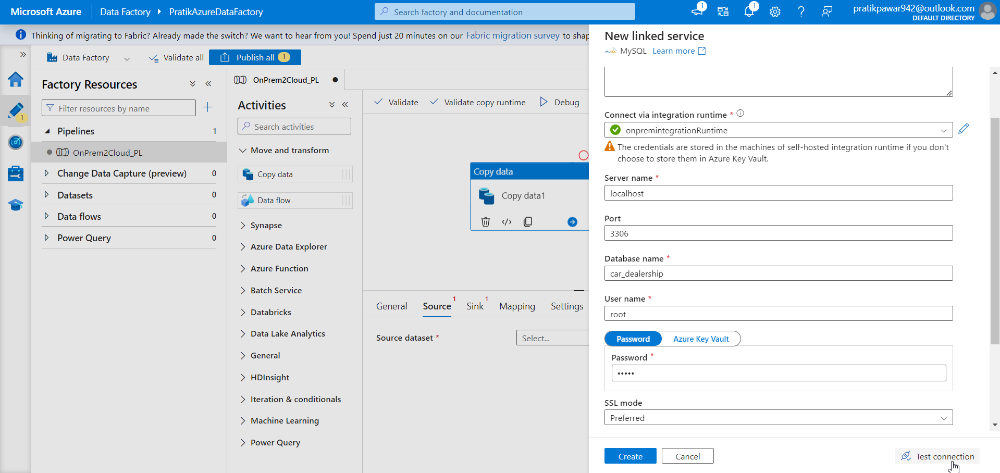 Microsoft Azure
Data Factory
PratikAzureDataFactory
Search factory and documentation
1
1
pratikpawar942@outlook.com
DEFAULT DIRECTORY
Thinking of migrating to Fabric? Already made the switch? We want to hear from you! Spend just 20 minutes on our Fabric migration survey to shap
Data Factory
Validate all
Publish all 1
1
Factory Resources
Filter resources by name
Pipelines 1
OnPrem2Cloud_PL
Change Data Capture (preview) 0
Datasets 0
Data flows 0
Power Query 0
OnPrem2Cloud_PL
Activities
Search activities
Move and transform
Copy data
Data flow
Synapse
Azure Data Explorer
Azure Function
Batch Service
Databricks
Data Lake Analytics
General
HDInsight
Iteration & conditionals
Machine Learning
Power Query
Validate
Validate copy runtime
Debug
Copy data
Copy data1
General
Source 1
Sink 1
Mapping
Settings
Source dataset *
Select...
New linked service
MySQL MySQL Learn more
Connect via integration runtime *
onpremintegrationRuntime
The credentials are stored in the machines of self-hosted integration runtime if you don't
choose to store them in Azure Key Vault.
Server name *
localhost
Port
3306
Database name *
car_dealership
User name *
root
Password
Azure Key Vault
Password *
•••••
SSL mode
Preferred
Create
Cancel
Test connection